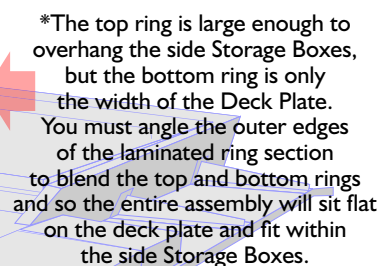 *The top ring is large enough to
overhang the side Storage Boxes,
but the bottom ring is only
the width of the Deck Plate.
You must angle the outer edges
of the laminated ring section
to blend the top and bottom rings
and so the entire assembly will sit flat
on the deck plate and fit within
the side Storage Boxes.